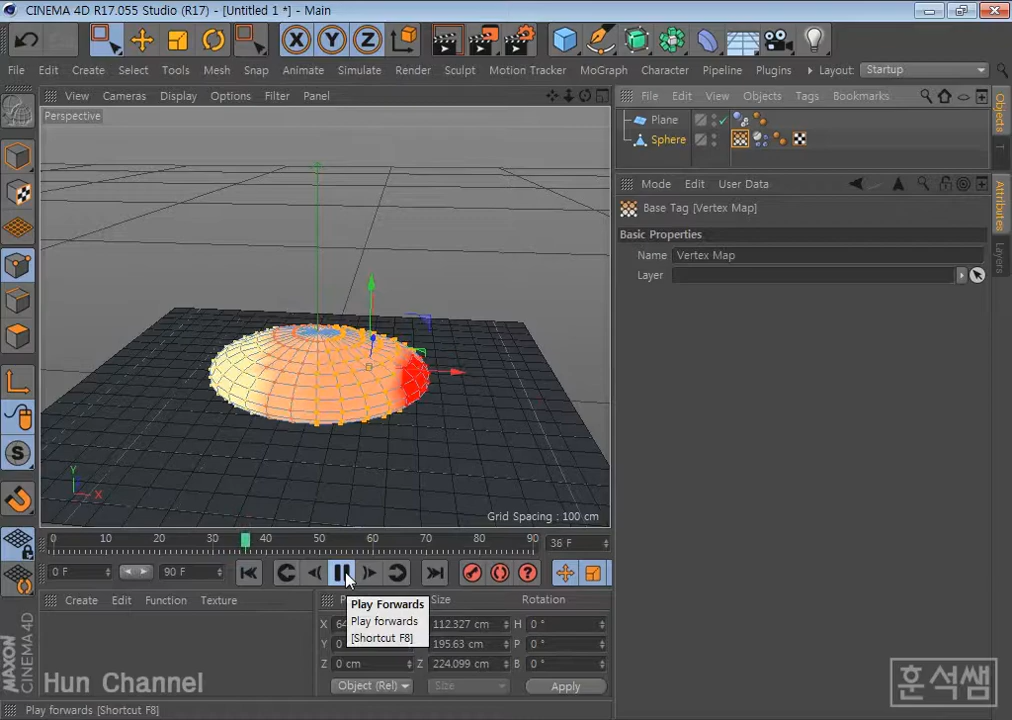 CINEMA 4D R17.055 Studio (R17) - [Untitled 1 *] - Main
File Edit Create Select Tools Mesh Snap Animate Simulate Render Sculpt Motion Tracker MoGraph Character Pipeline Plugins Layout: Startup
View Cameras Display Options Filter Panel
File Edit View Objects Tags Bookmarks
Perspective
Plane
Sphere
Objects
Mode Edit User Data
Base Tag [Vertex Map]
Basic Properties
Name Vertex Map
Layer
Attributes
Layers
Y
X
Grid Spacing : 100 cm
0 10 20 30 40 50 60 70 80 90 36 F
0 F 90 F
Create Edit Function Texture
Size Rotation
Play Forwards
Play forwards
[Shortcut F8]
X 64 112.327 cm H 0 °
Y 0 195.63 cm P 0 °
Z 0 cm Z 224.099 cm B 0 °
Object (Rel) Size Apply
MAXON
CINEMA 4D
Hun Channel
훈석쌤
Play forwards [Shortcut F8]